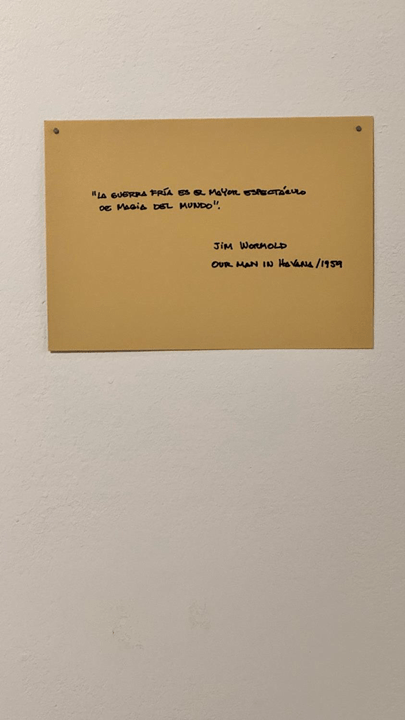 "LA GUERRA FRÍA ES EL MAYOR ESPECTÁCULO
DE MAGIA DEL MUNDO".
JIM WORMOLD
OUR MAN IN HAVANA/1959